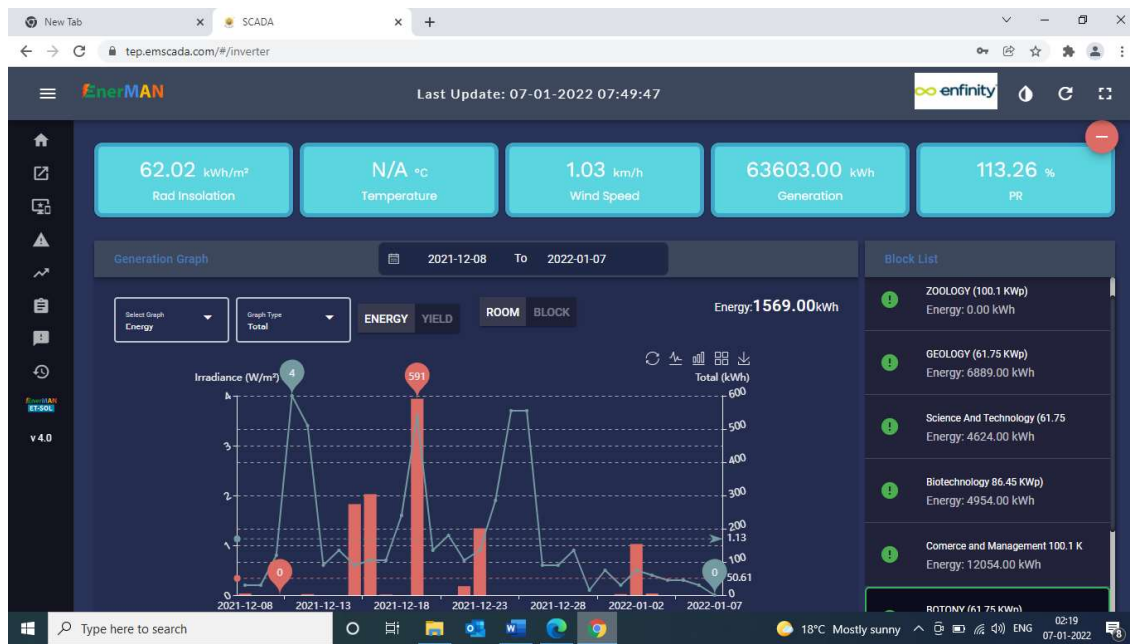 New Tab
SCADA
tep.emscada.com/#/inverter
EnerMAN
Last Update: 07-01-2022 07:49:47
enfinity
62.02 kWh/m²
Rad Insolation
N/A °C
Temperature
1.03 km/h
Wind Speed
63603.00 kWh
Generation
113.26 %
PR
Generation Graph
2021-12-08 To 2022-01-07
Block List
Select Graph
Energy
Graph Type
Total
ENERGY YIELD
ROOM BLOCK
Energy:1569.00kWh
Irradiance (W/m²)
Total (kWh)
4
3
2
1
0
4
591
0
0
600
500
400
300
200
1.13
100
50.61
0
2021-12-08 2021-12-13 2021-12-18 2021-12-23 2021-12-28 2022-01-02 2022-01-07
ZOOLOGY (100.1 KWp)
Energy: 0.00 kWh
GEOLOGY (61.75 KWp)
Energy: 6889.00 kWh
Science And Technology (61.75
Energy: 4624.00 kWh
Biotechnology 86.45 KWp)
Energy: 4954.00 kWh
Comerce and Management 100.1 K
Energy: 12054.00 kWh
BOTONY (61.75 KWp)
EnerMAN
ET-SOL
v 4.0
Type here to search
18°C Mostly sunny
ENG
02:19
07-01-2022
8